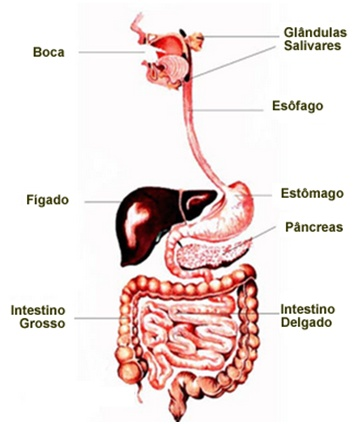 Glândulas
Salivares
Boca
Esôfago
Fígado
Estômago
Pâncreas
Intestino
Grosso
Intestino
Delgado